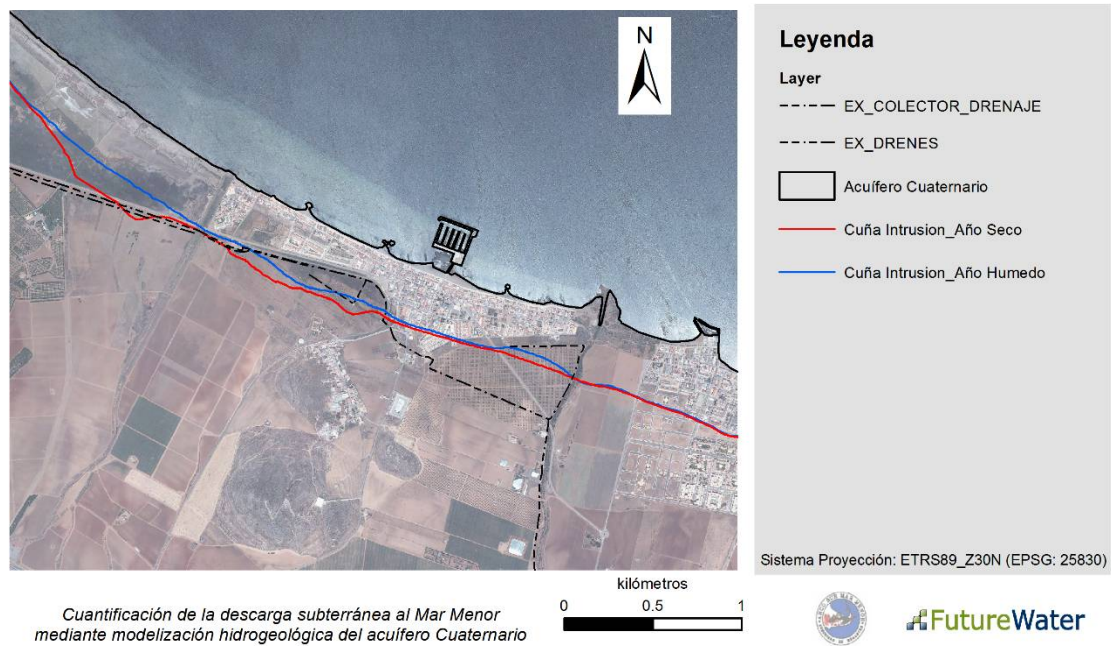 N
Leyenda
Layer
EX_COLECTOR_DRENAJE
EX_DRENES
Acuífero Cuaternario
Cuña Intrusion_Año Seco
Cuña Intrusion_Año Humedo
Sistema Proyección: ETRS89_Z30N (EPSG: 25830)
Cuantificación de la descarga subterránea al Mar Menor
mediante modelización hidrogeológica del acuífero Cuaternario
kilómetros
0 0.5 1
FutureWater